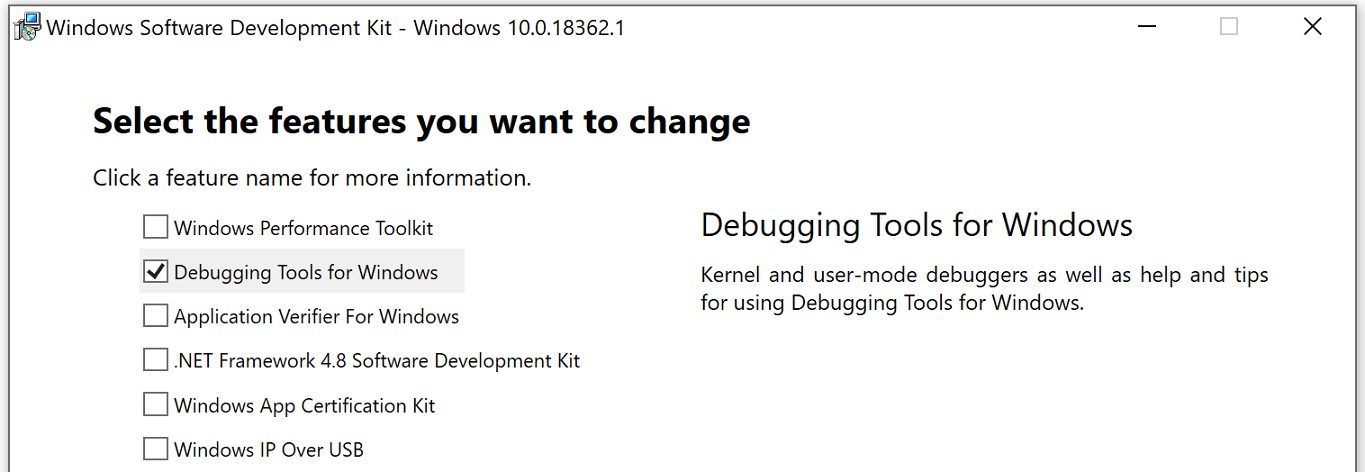 Windows Software Development Kit - Windows 10.0.18362.1
Select the features you want to change
Click a feature name for more information.
Windows Performance Toolkit
Debugging Tools for Windows
Application Verifier For Windows
.NET Framework 4.8 Software Development Kit
Windows App Certification Kit
Windows IP Over USB
Debugging Tools for Windows
Kernel and user-mode debuggers as well as help and tips
for using Debugging Tools for Windows.